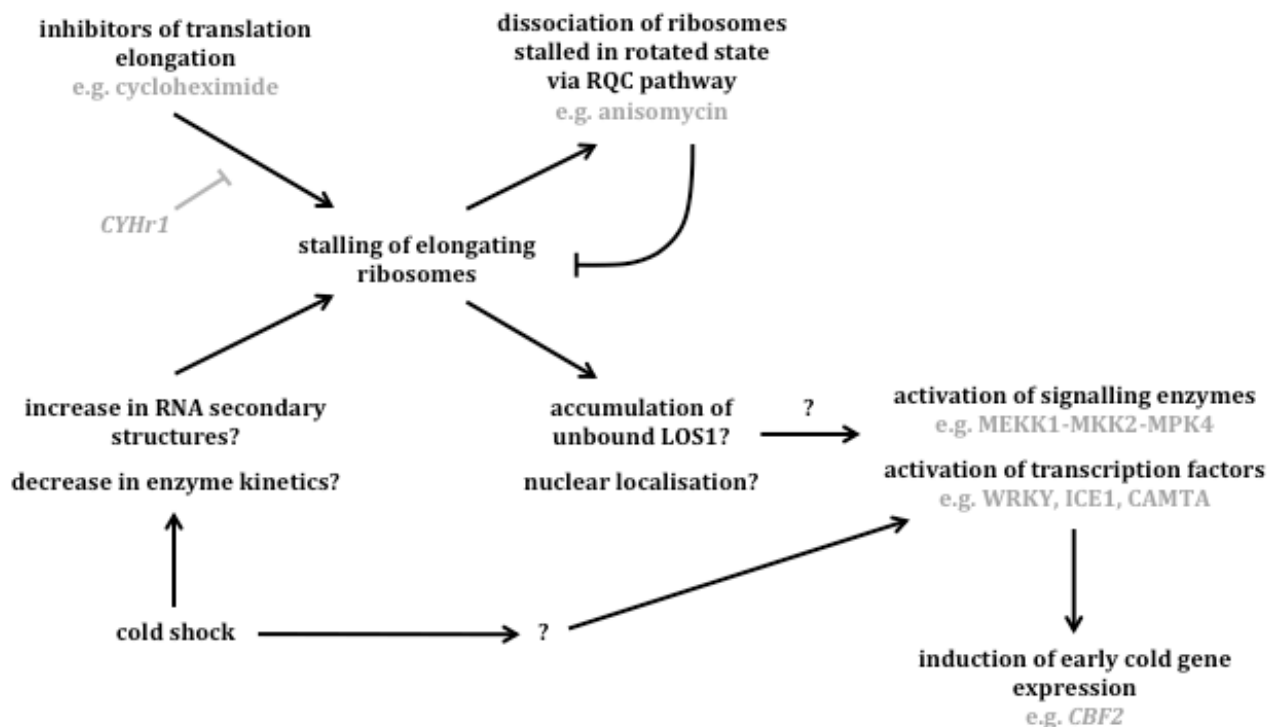 inhibitors of translation
elongation
e.g. cycloheximide
dissociation of ribosomes
stalled in rotated state
via RQC pathway
e.g. anisomycin
CYHr1
stalling of elongating
ribosomes
increase in RNA secondary
structures?
decrease in enzyme kinetics?
accumulation of
unbound LOS1?
nuclear localisation?
?
activation of signalling enzymes
e.g. MEKK1-MKK2-MPK4
activation of transcription factors
e.g. WRKY, ICE1, CAMTA
cold shock
?
induction of early cold gene
expression
e.g. CBF2